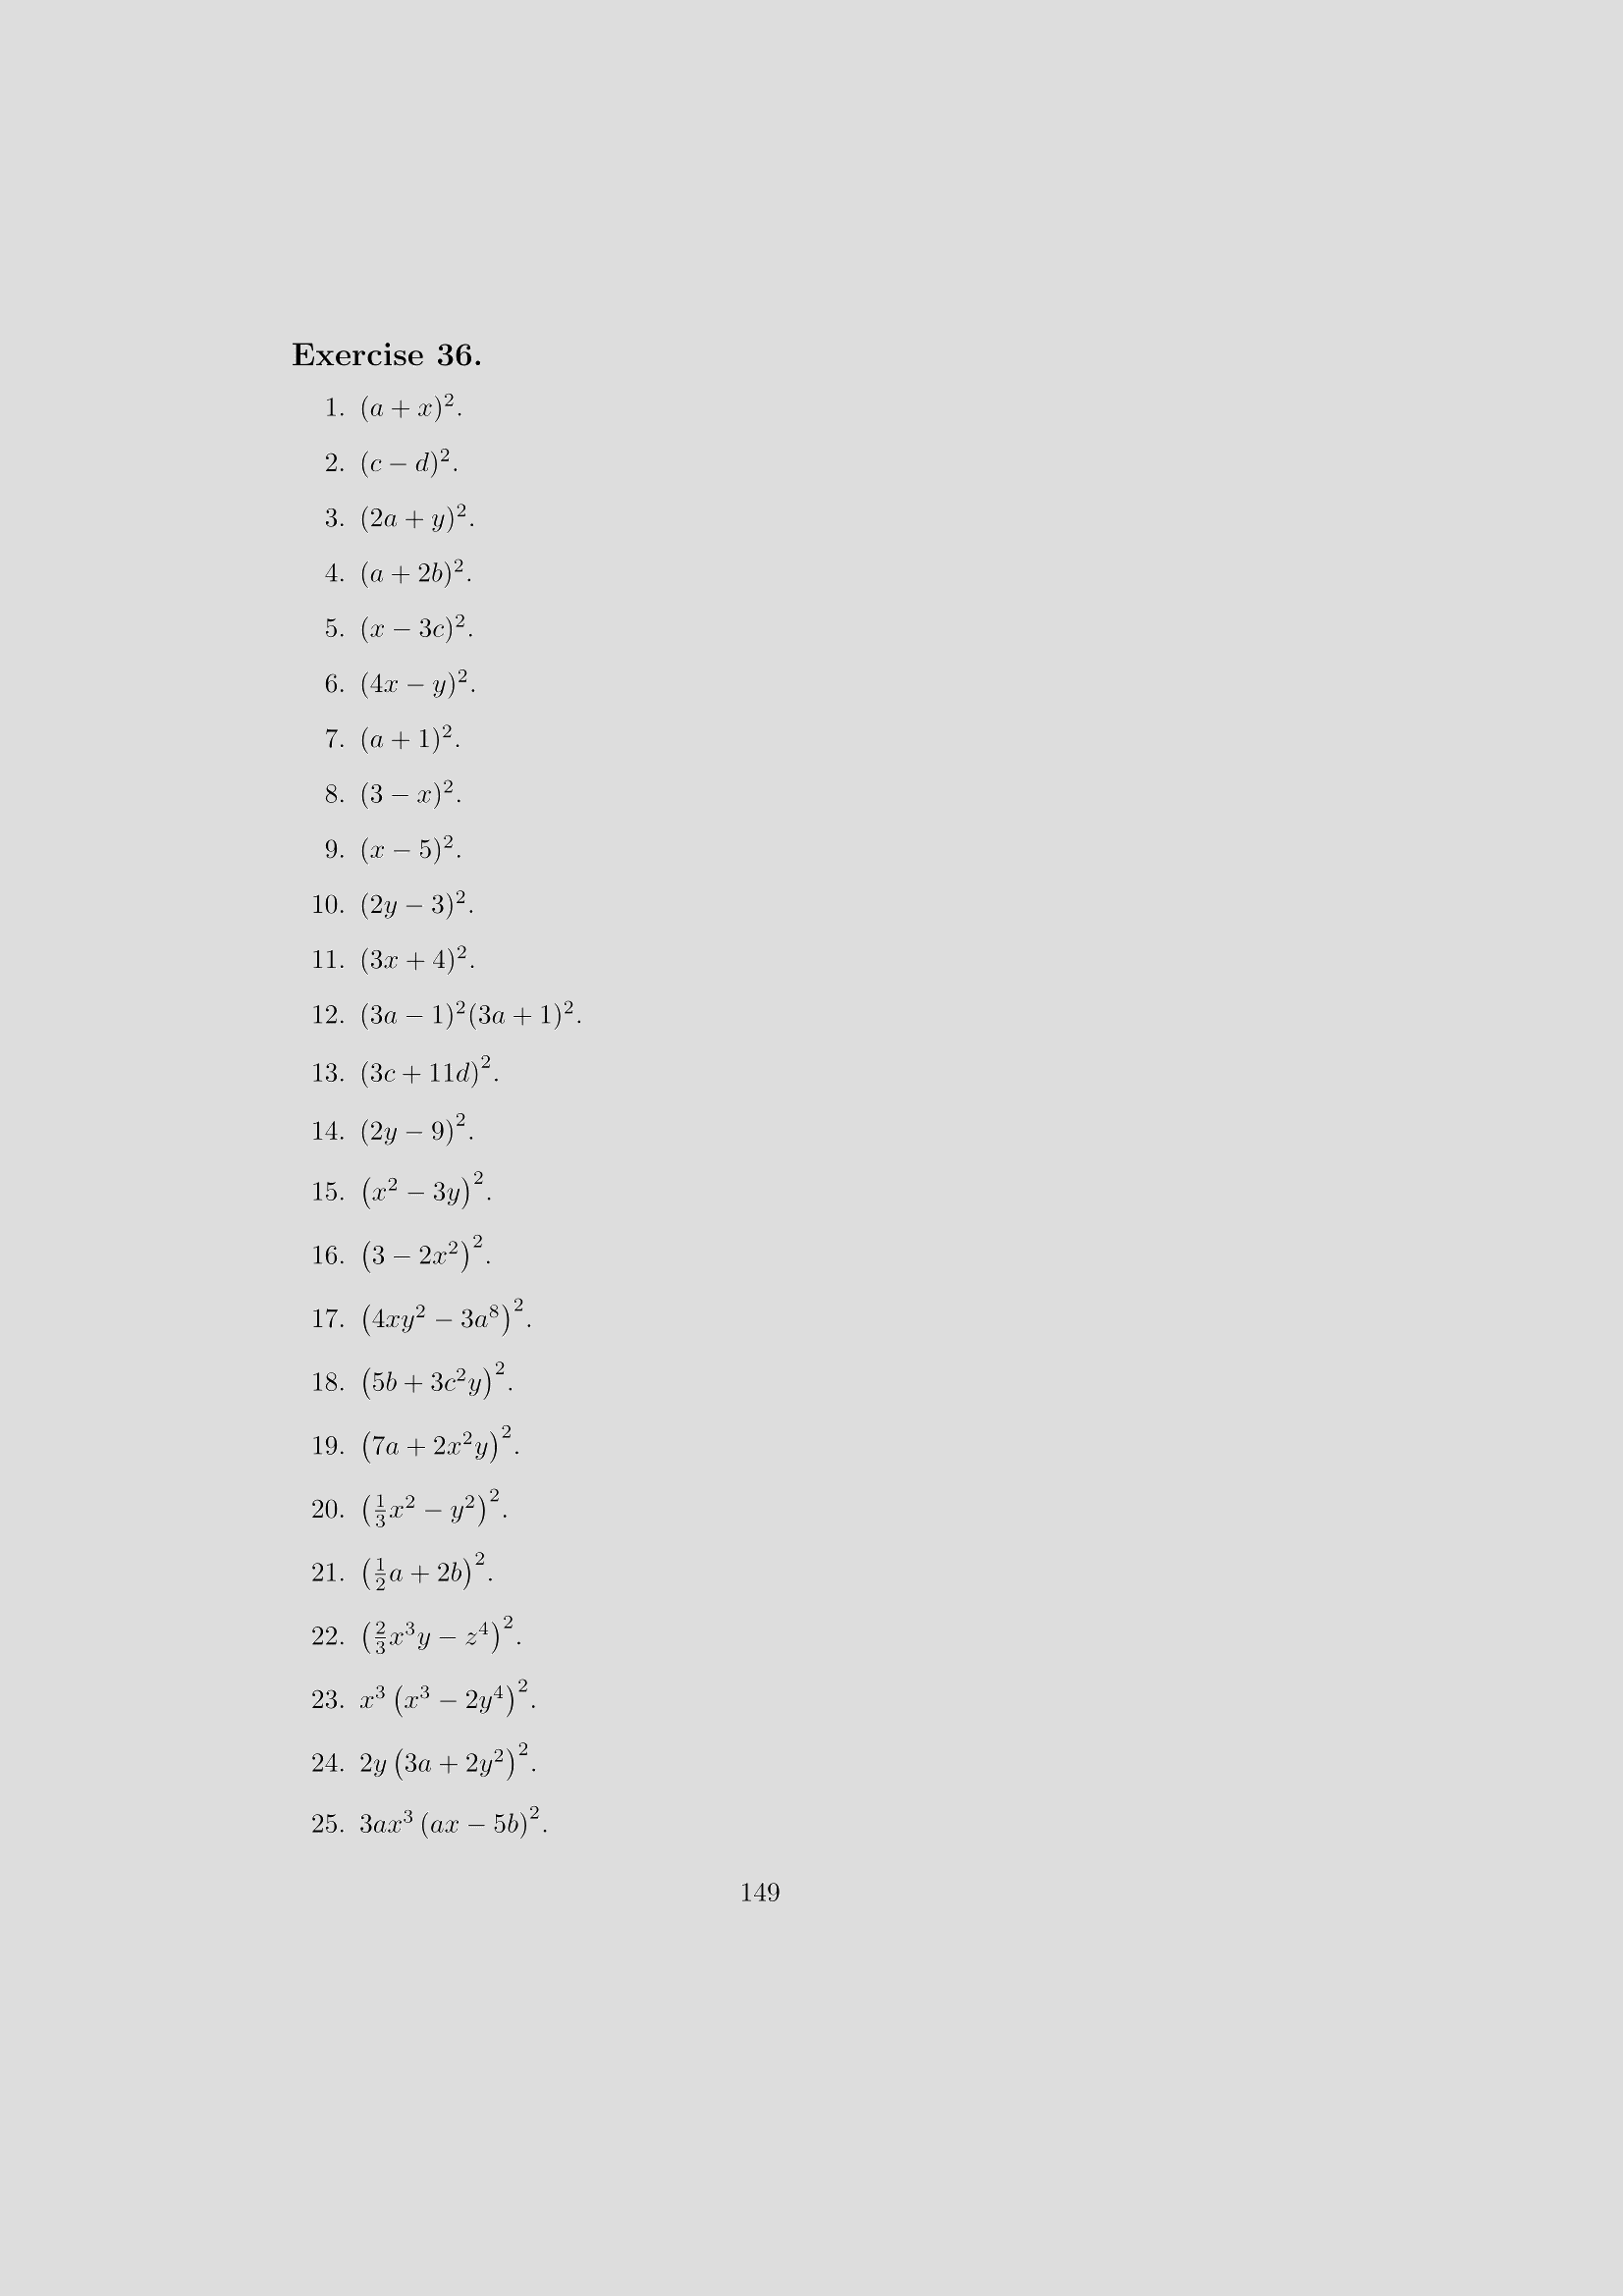 Exercise 36.
1. $(a + x)^2$.
2. $(c - d)^2$.
3. $(2a + y)^2$.
4. $(a + 2b)^2$.
5. $(x - 3c)^2$.
6. $(4x - y)^2$.
7. $(a + 1)^2$.
8. $(3 - x)^2$.
9. $(x - 5)^2$.
10. $(2y - 3)^2$.
11. $(3x + 4)^2$.
12. $(3a - 1)^2(3a + 1)^2$.
13. $(3c + 11d)^2$.
14. $(2y - 9)^2$.
15. $(x^2 - 3y)^2$.
16. $(3 - 2x^2)^2$.
17. $(4xy^2 - 3a^8)^2$.
18. $(5b + 3c^2y)^2$.
19. $(7a + 2x^2y)^2$.
20. $(\frac{1}{3}x^2 - y^2)^2$.
21. $(\frac{1}{2}a + 2b)^2$.
22. $(\frac{2}{3}x^3y - z^4)^2$.
23. $x^3(x^3 - 2y^4)^2$.
24. $2y(3a + 2y^2)^2$.
25. $3ax^3(ax - 5b)^2$.
149